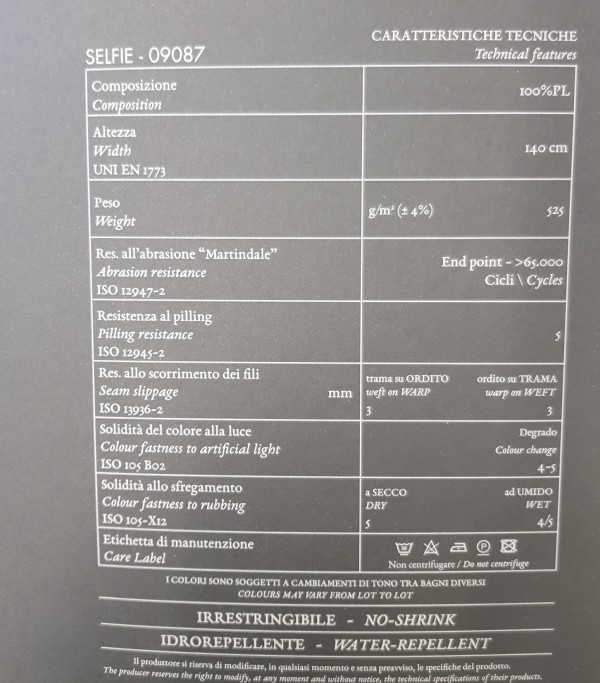 CARATTERISTICHE TECNICHE
SELFIE - 09087 Technical features
Composizione
Composition
100%PL
Altezza
Width
UNI EN 1773
140 cm
Peso
Weight
g/m² (± 4%) 525
Res. all'abrasione “Martindale”
Abrasion resistance
ISO 12947-2
End point - >65.000
Cicli \ Cycles
Resistenza al pilling
Pilling resistance
ISO 12945-2
5
Res. allo scorrimento dei fili
Seam slippage mm
ISO 13936-2
trama su ORDITO ordito su TRAMA
weft on WARP warp on WEFT
3 3
Solidità del colore alla luce
Colour fastness to artificial light
ISO 105 B02
Degrado
Colour change
4-5
Solidità allo sfregamento
Colour fastness to rubbing
ISO 105-X12
a SECCO ad UMIDO
DRY WET
5 4/5
Etichetta di manutenzione
Care Label
P
Non centrifugare / Do not centrifuge
I COLORI SONO SOGGETTI A CAMBIAMENTI DI TONO TRA BAGNI DIVERSI
COLOURS MAY VARY FROM LOT TO LOT
IRRESTRINGIBILE - NO-SHRINK
IDROREPELLENTE - WATER-REPELLENT
Il produttore si riserva di modificare, in qualsiasi momento e senza preavviso, le specifiche del prodotto.
The producer reserves the right to modify, at any moment and without notice, the technical specifications of their products.